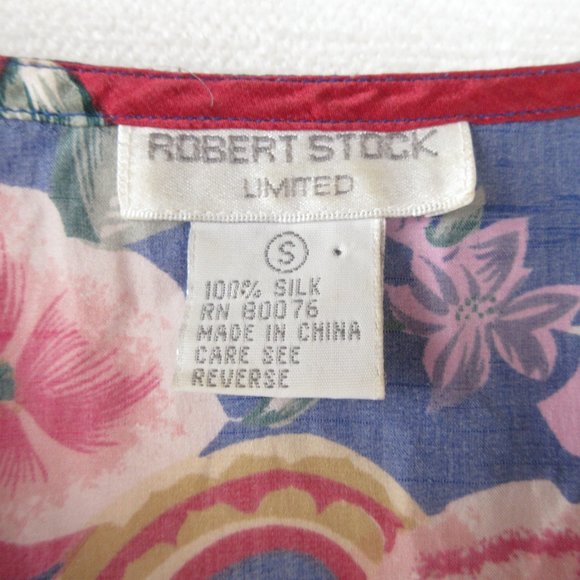 ROBERT STOCK
LIMITED
S
100% SILK
RN 80076
MADE IN CHINA
CARE SEE
REVERSE